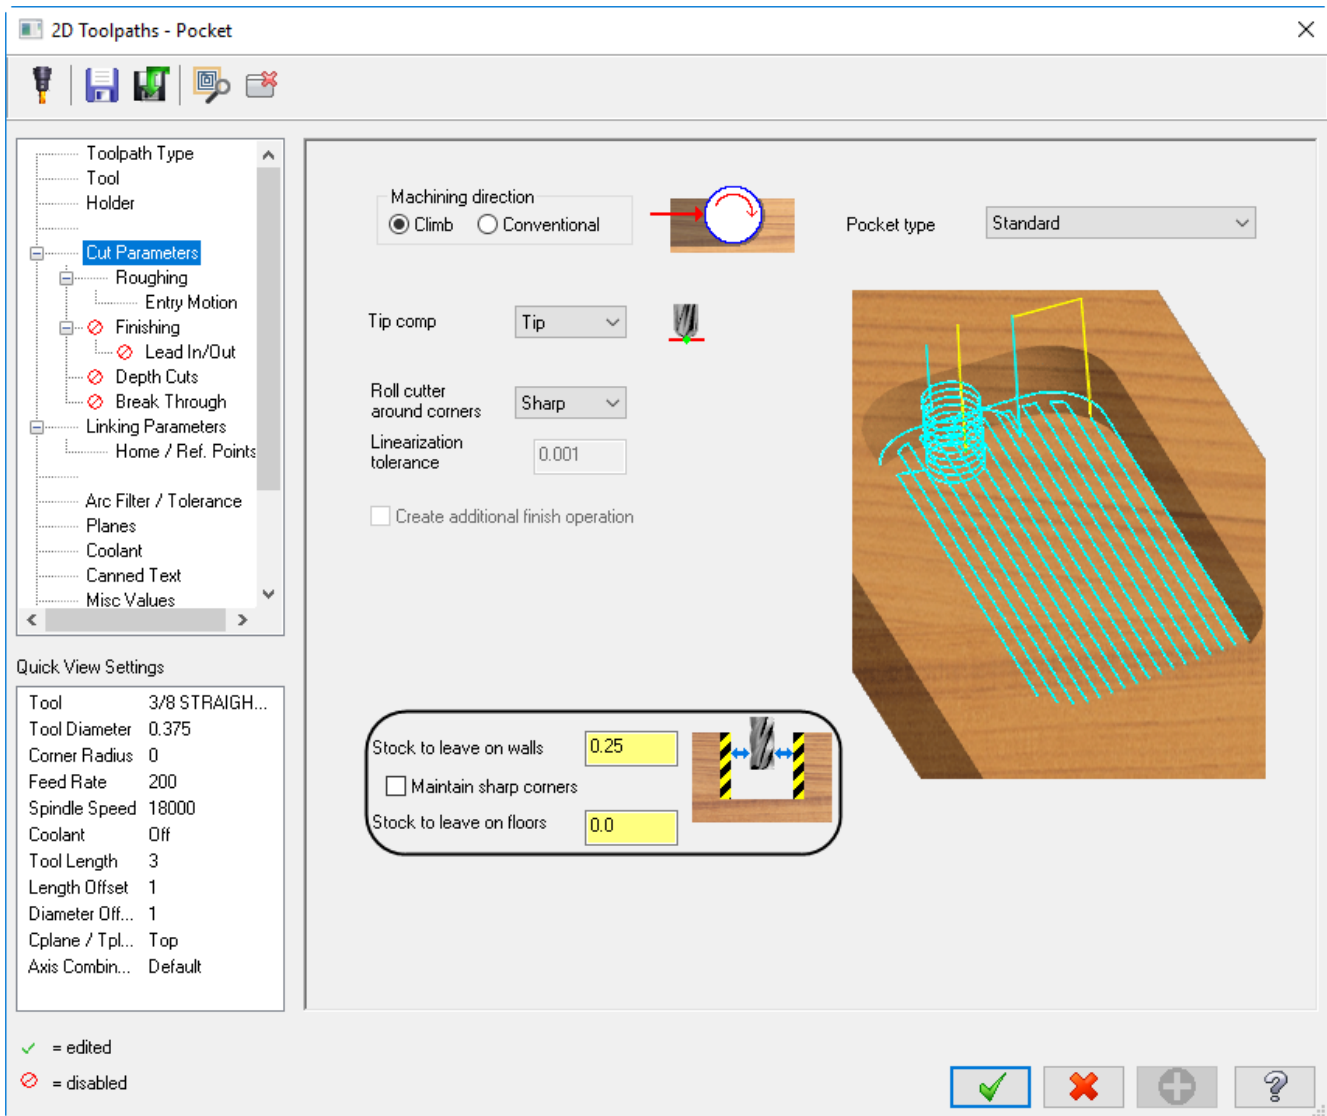 2D Toolpaths - Pocket
Toolpath Type
Tool
Holder
Cut Parameters
Roughing
Entry Motion
Finishing
Lead In/Out
Depth Cuts
Break Through
Linking Parameters
Home / Ref. Points
Arc Filter / Tolerance
Planes
Coolant
Canned Text
Misc Values
Machining direction
Climb Conventional
Pocket type Standard
Tip comp Tip
Roll cutter
around corners Sharp
Linearization
tolerance 0.001
Create additional finish operation
Stock to leave on walls 0.25
Maintain sharp corners
Stock to leave on floors 0.0
Quick View Settings
Tool 3/8 STRAIGH...
Tool Diameter 0.375
Corner Radius 0
Feed Rate 200
Spindle Speed 18000
Coolant Off
Tool Length 3
Length Offset 1
Diameter Off... 1
Cplane / Tpl... Top
Axis Combin... Default
= edited
= disabled